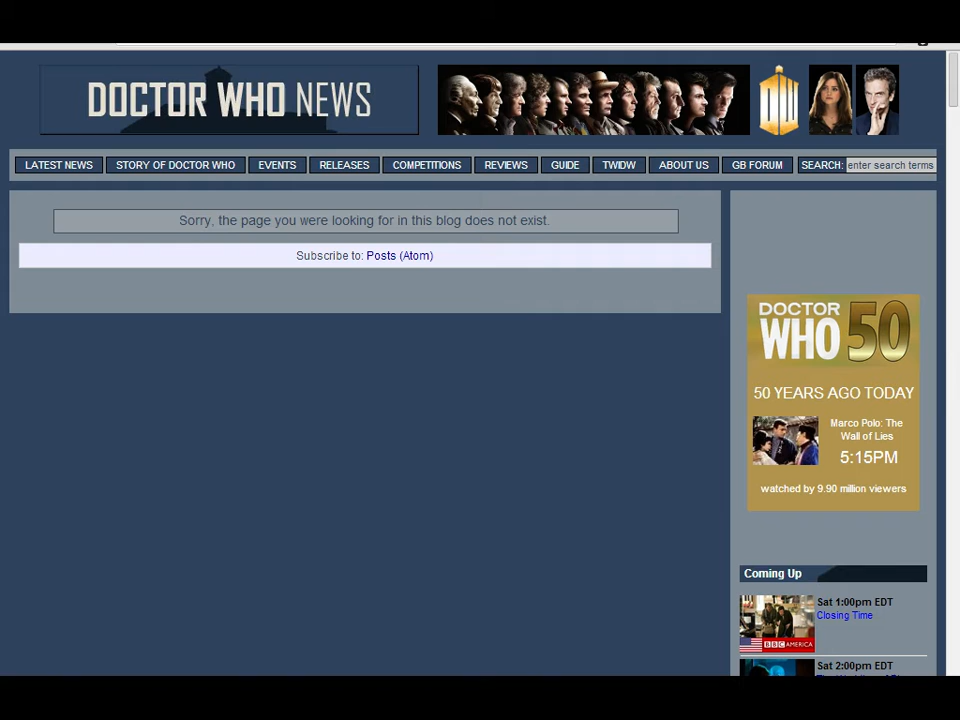 DOCTOR WHO NEWS
LATEST NEWS STORY OF DOCTOR WHO EVENTS RELEASES COMPETITIONS REVIEWS GUIDE TWIDW ABOUT US GB FORUM SEARCH: enter search terms
Sorry, the page you were looking for in this blog does not exist.
Subscribe to: Posts (Atom)
DOCTOR
WHO 50
50 YEARS AGO TODAY
Marco Polo: The
Wall of Lies
5:15PM
watched by 9.90 million viewers
Coming Up
Sat 1:00pm EDT
Closing Time
BBC AMERICA
Sat 2:00pm EDT